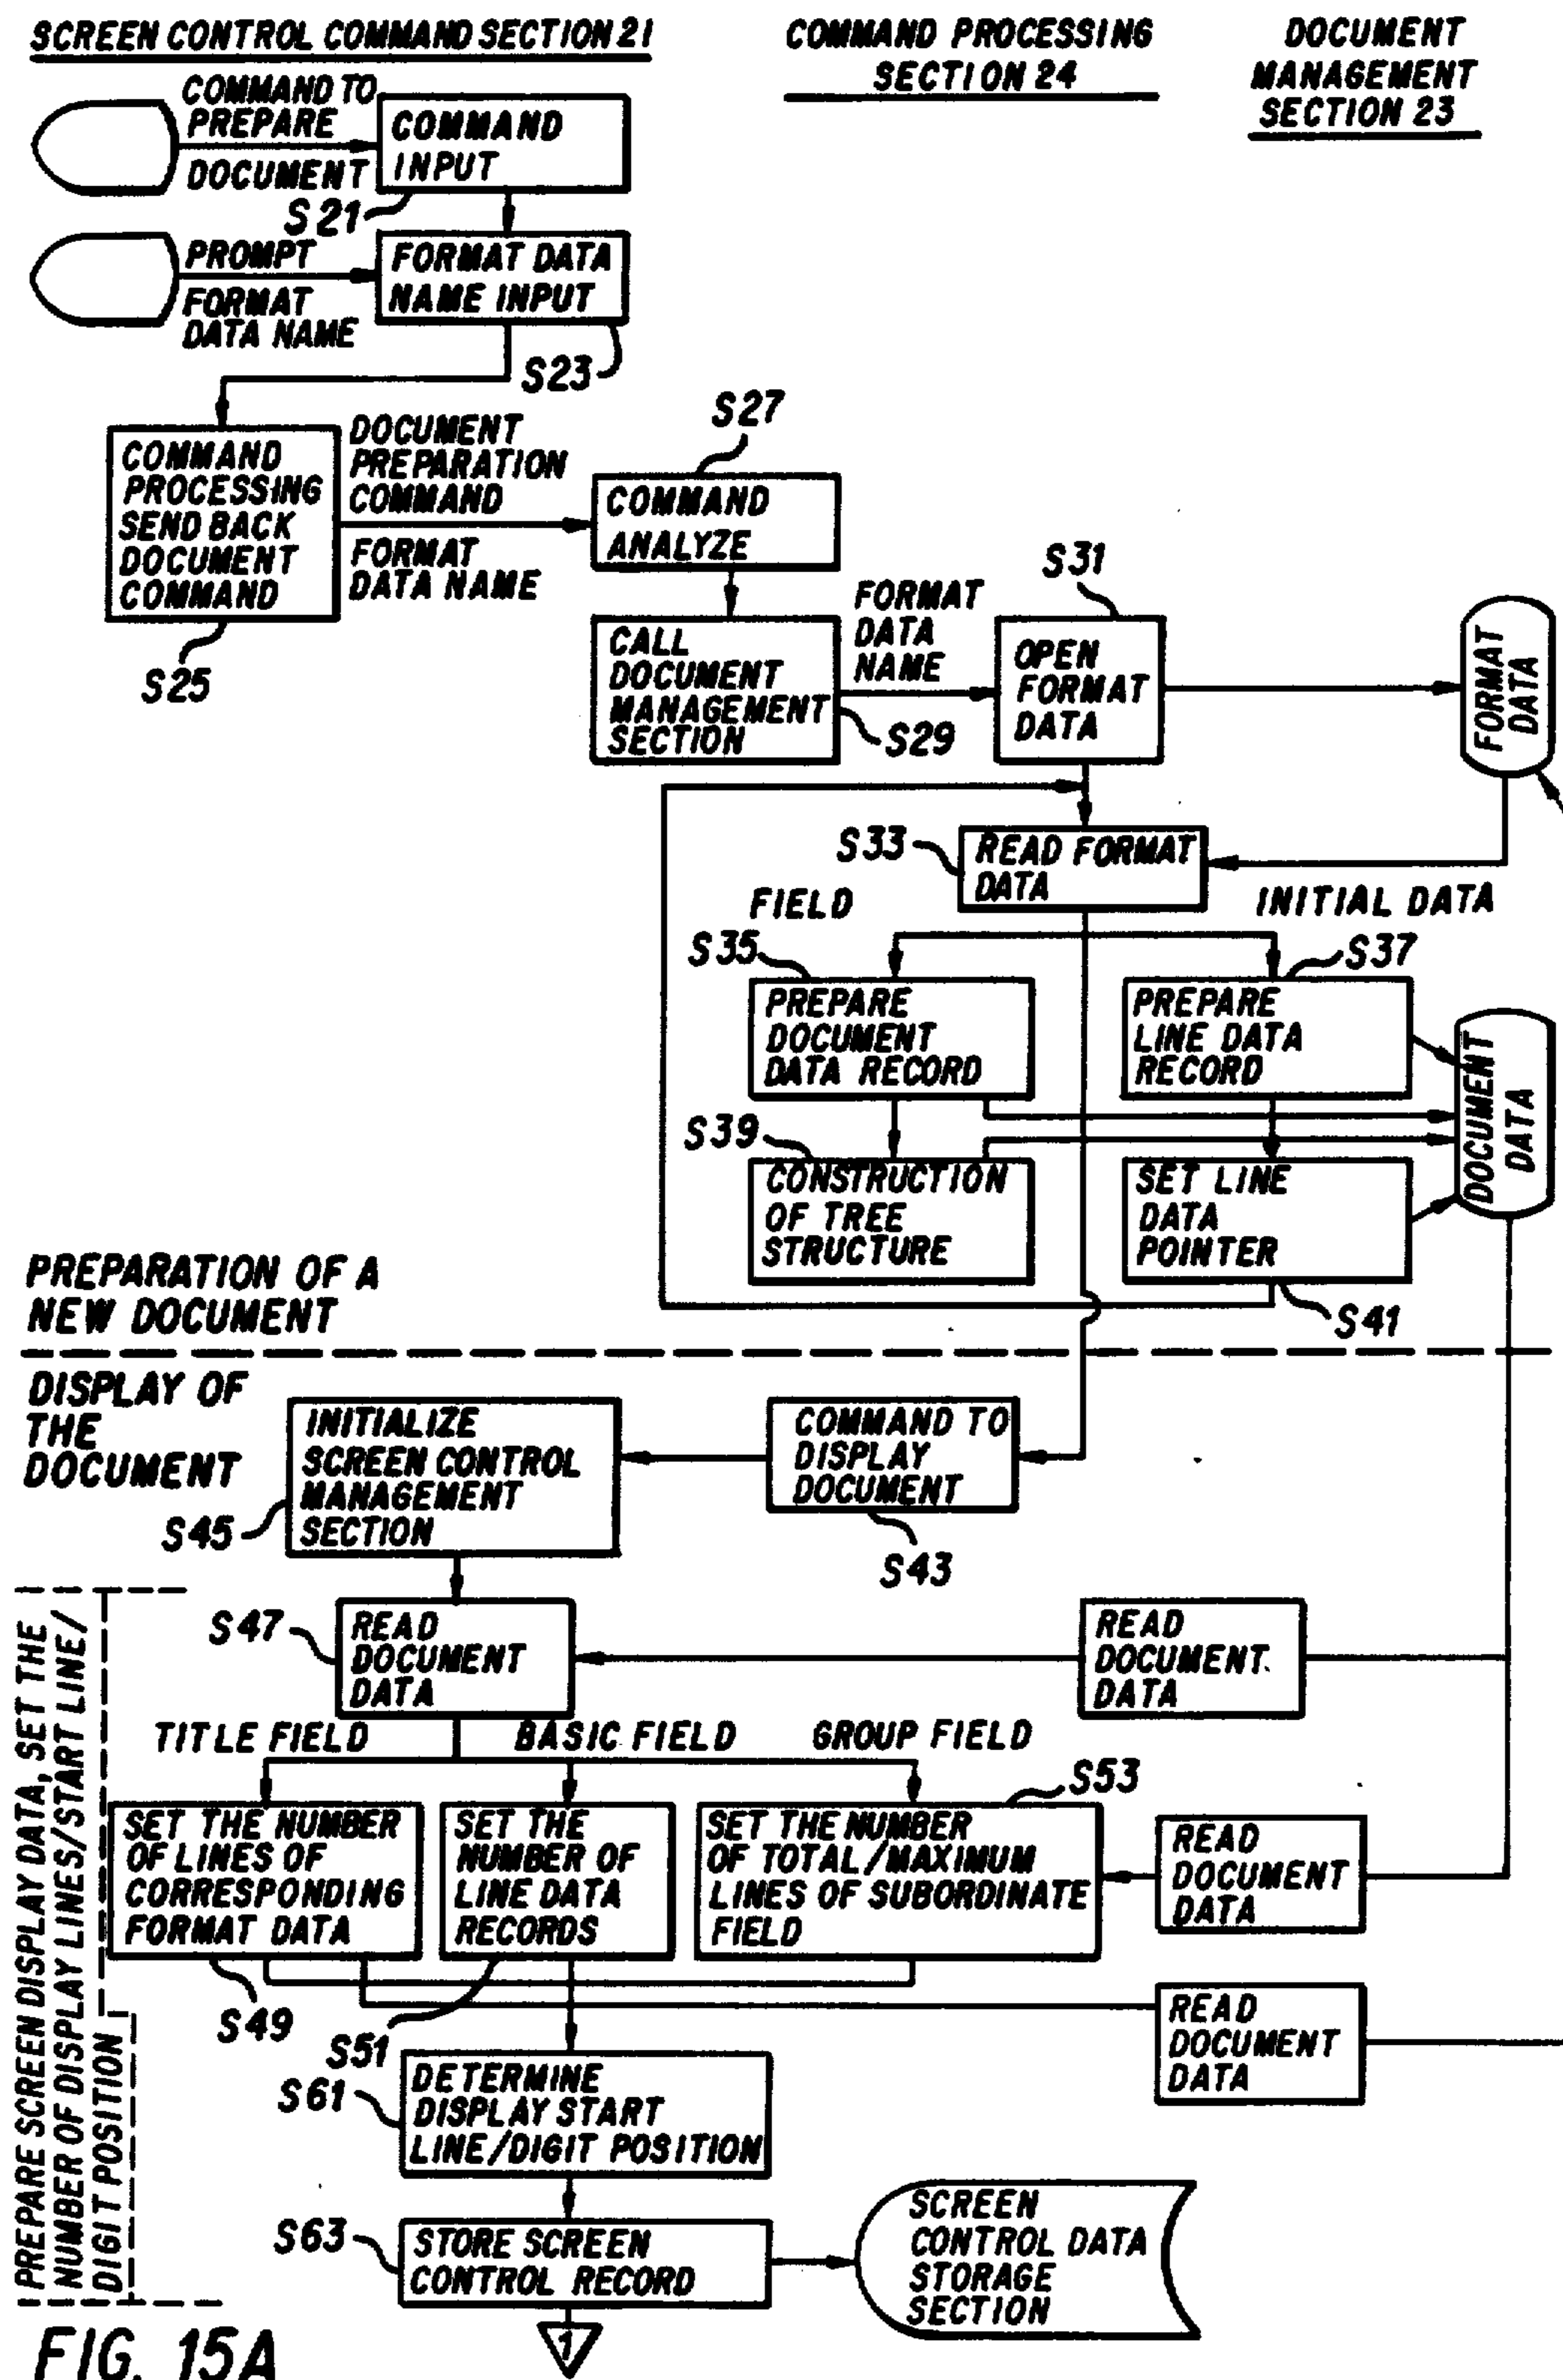 SCREEN CONTROL COMMAND SECTION 21
COMMAND PROCESSING
SECTION 24
DOCUMENT
MANAGEMENT
SECTION 23
COMMAND TO
PREPARE
DOCUMENT
COMMAND
INPUT
S21
PROMPT
FORMAT
DATA NAME
FORMAT DATA
NAME INPUT
S23
COMMAND
PROCESSING
SEND BACK
DOCUMENT
COMMAND
S25
DOCUMENT
PREPARATION
COMMAND
FORMAT
DATA NAME
S27
COMMAND
ANALYZE
CALL
DOCUMENT
MANAGEMENT
SECTION
S29
FORMAT
DATA
NAME
S31
OPEN
FORMAT
DATA
FORMAT
DATA
S33
READ FORMAT
DATA
FIELD
INITIAL DATA
S35
PREPARE
DOCUMENT
DATA RECORD
S37
PREPARE
LINE DATA
RECORD
DOCUMENT
DATA
S39
CONSTRUCTION
OF TREE
STRUCTURE
SET LINE
DATA
POINTER
S41
PREPARATION OF A
NEW DOCUMENT
DISPLAY OF
THE
DOCUMENT
INITIALIZE
SCREEN CONTROL
MANAGEMENT
SECTION
S45
COMMAND TO
DISPLAY
DOCUMENT
S43
S47
READ
DOCUMENT
DATA
READ
DOCUMENT
DATA
TITLE FIELD
BASIC FIELD
GROUP FIELD
S53
SET THE NUMBER
OF LINES OF
CORRESPONDING
FORMAT DATA
S49
SET THE
NUMBER OF
LINE DATA
RECORDS
S51
SET THE NUMBER
OF TOTAL/MAXIMUM
LINES OF SUBORDINATE
FIELD
READ
DOCUMENT
DATA
READ
DOCUMENT
DATA
PREPARE SCREEN DISPLAY DATA, SET THE
NUMBER OF DISPLAY LINES/START LINE/
DIGIT POSITION
S61
DETERMINE
DISPLAY START
LINE/DIGIT POSITION
S63
STORE SCREEN
CONTROL RECORD
SCREEN
CONTROL DATA
STORAGE
SECTION
1
FIG. 15A